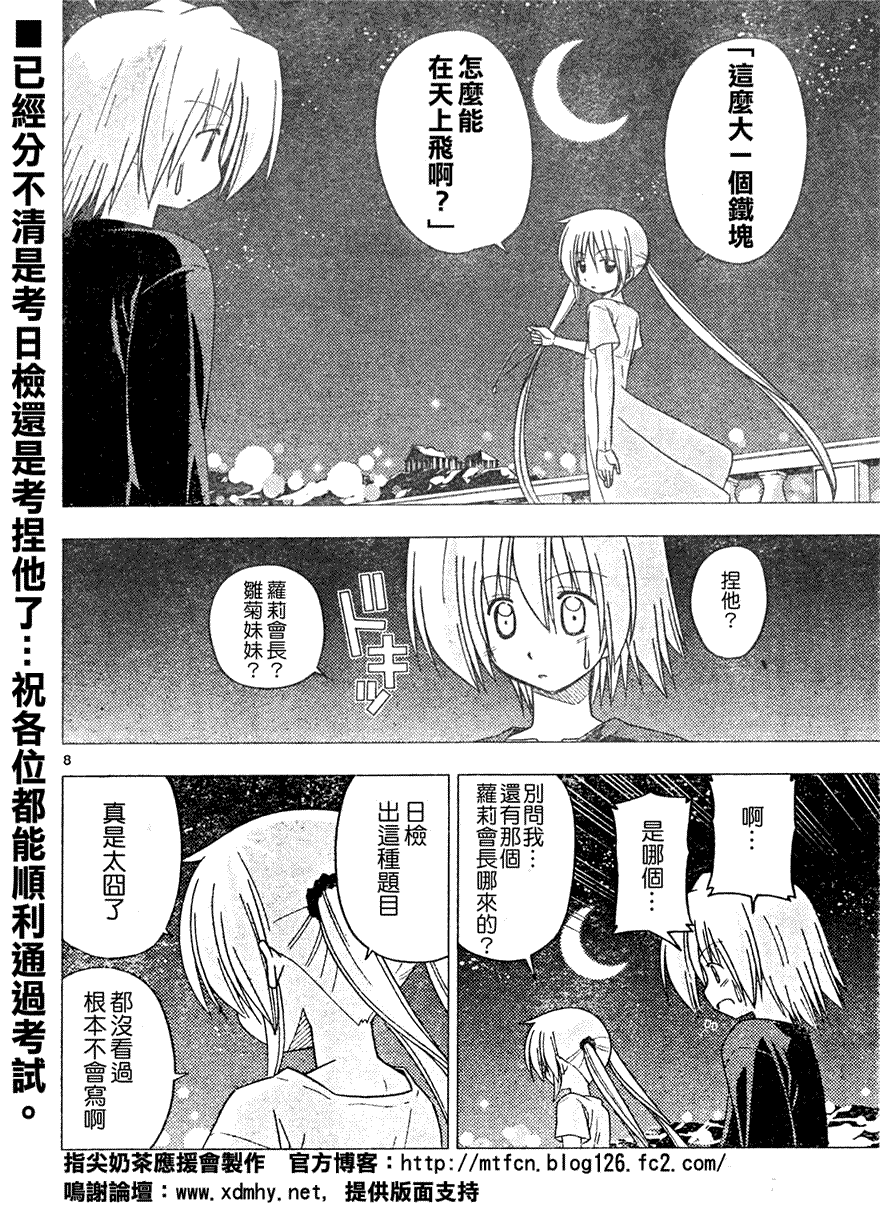 ■已經分不清是考日檢還是考捏他了…祝各位都能順利通過考試。
「這麼大一個鐵塊
怎麼能
在天上飛啊？」
捏他？
ドキッ
蘿莉會長？
雛菊妹妹？
8
啊…
是哪個…
別問我…
還有那個
蘿莉會長哪來的？
日檢
出這種題目
真是太囧了
都沒看過
根本不會寫啊
指尖奶茶應援會製作　官方博客：http://mtfcn.blog126.fc2.com/
鳴謝論壇：www.xdmhy.net, 提供版面支持